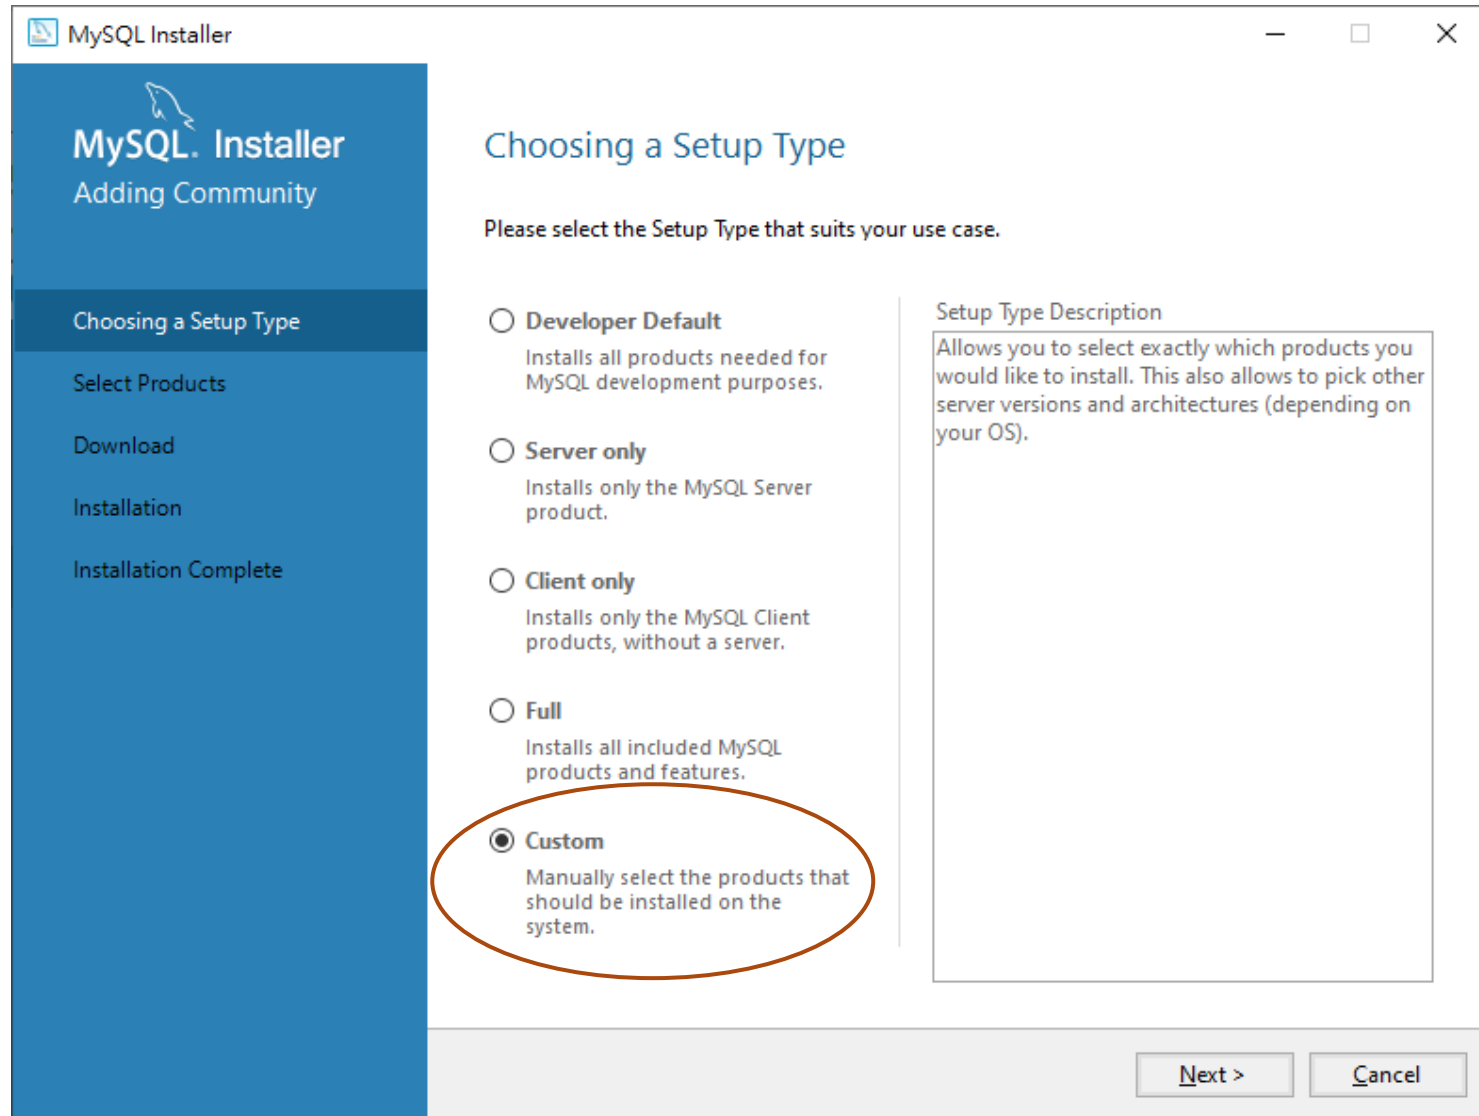 MySQL Installer
MySQL. Installer
Adding Community
Choosing a Setup Type
Select Products
Download
Installation
Installation Complete
Choosing a Setup Type
Please select the Setup Type that suits your use case.
Developer Default
Installs all products needed for
MySQL development purposes.
Server only
Installs only the MySQL Server
product.
Client only
Installs only the MySQL Client
products, without a server.
Full
Installs all included MySQL
products and features.
Custom
Manually select the products that
should be installed on the
system.
Setup Type Description
Allows you to select exactly which products you
would like to install. This also allows to pick other
server versions and architectures (depending on
your OS).
Next >
Cancel